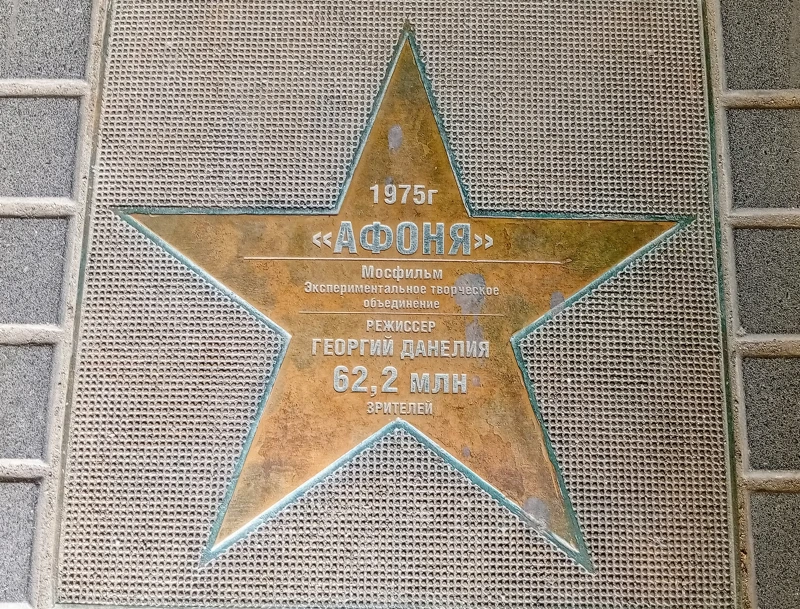 1975г
«АФОНЯ»
Мосфильм
Экспериментальное творческое
объединение
РЕЖИССЕР
ГЕОРГИЙ ДАНЕЛИЯ
62,2 МЛН
ЗРИТЕЛЕЙ